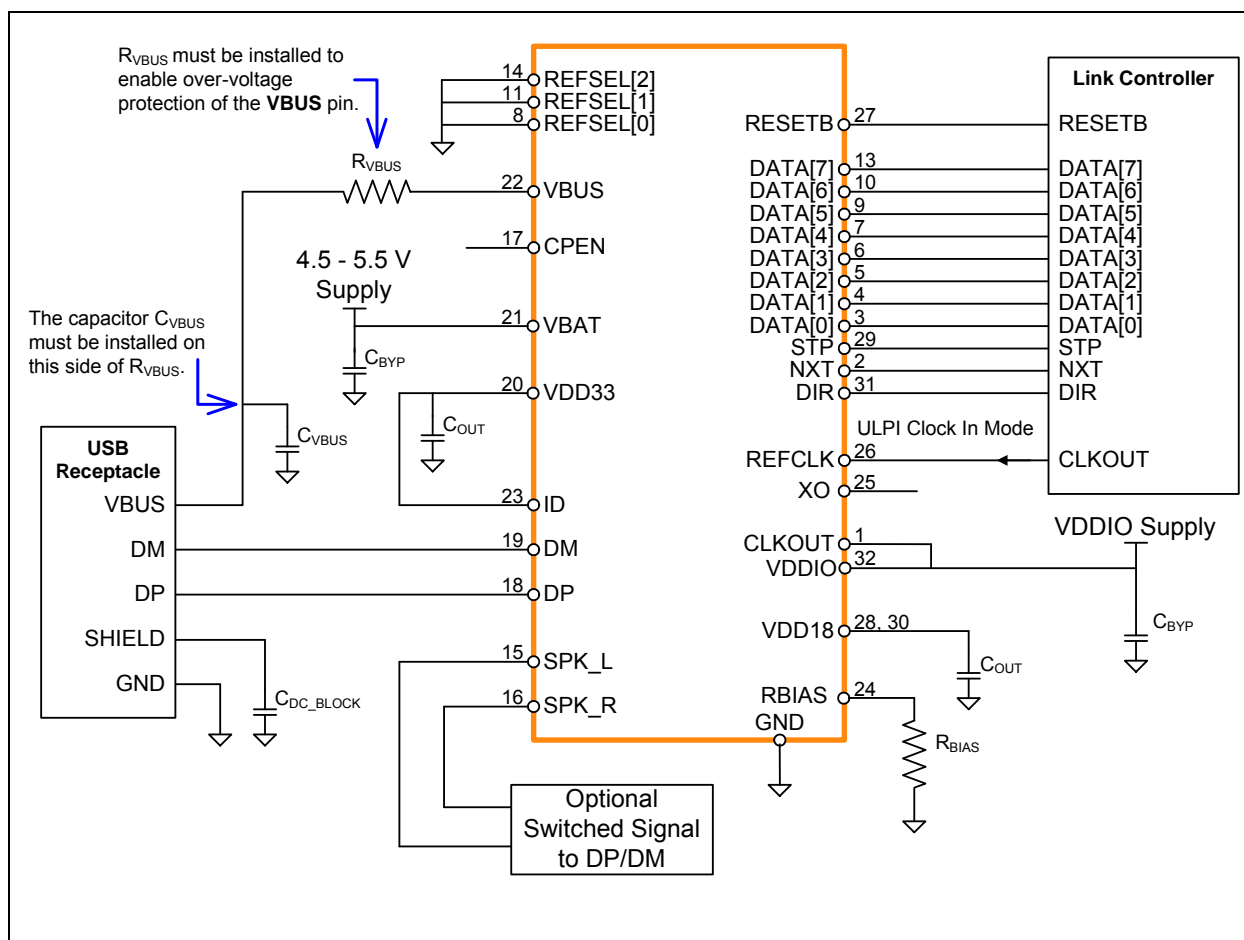 RVBUS must be installed to
enable over-voltage
protection of the VBUS pin.
RVBUS
4.5 - 5.5 V
Supply
CBYP
The capacitor CVBUS
must be installed on
this side of RVBUS.
CVBUS
COUT
USB
Receptacle
VBUS
DM
DP
SHIELD
GND
CDC_BLOCK
14 REFSEL[2]
11 REFSEL[1]
8 REFSEL[0]
22 VBUS
17 CPEN
21 VBAT
20 VDD33
23 ID
19 DM
18 DP
15 SPK_L
16 SPK_R
Optional
Switched Signal
to DP/DM
GND
RESETB 27
DATA[7] 13
DATA[6] 10
DATA[5] 9
DATA[4] 7
DATA[3] 6
DATA[2] 5
DATA[1] 4
DATA[0] 3
STP 29
NXT 2
DIR 31
ULPI Clock In Mode
REFCLK 26
XO 25
CLKOUT 1
VDDIO 32
VDD18 28, 30
RBIAS 24
COUT
RBIAS
Link Controller
RESETB
DATA[7]
DATA[6]
DATA[5]
DATA[4]
DATA[3]
DATA[2]
DATA[1]
DATA[0]
STP
NXT
DIR
CLKOUT
VDDIO Supply
CBYP